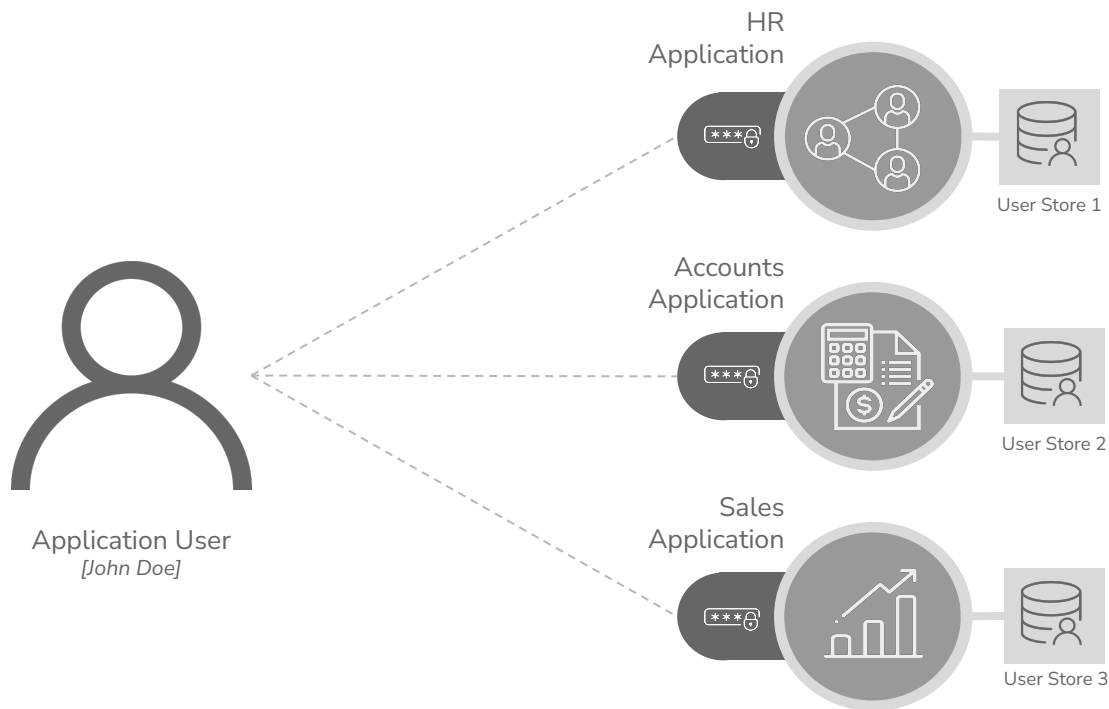 HR
Application
***
User Store 1
Accounts
Application
***
$
User Store 2
Application User
[John Doe]
Sales
Application
***
User Store 3